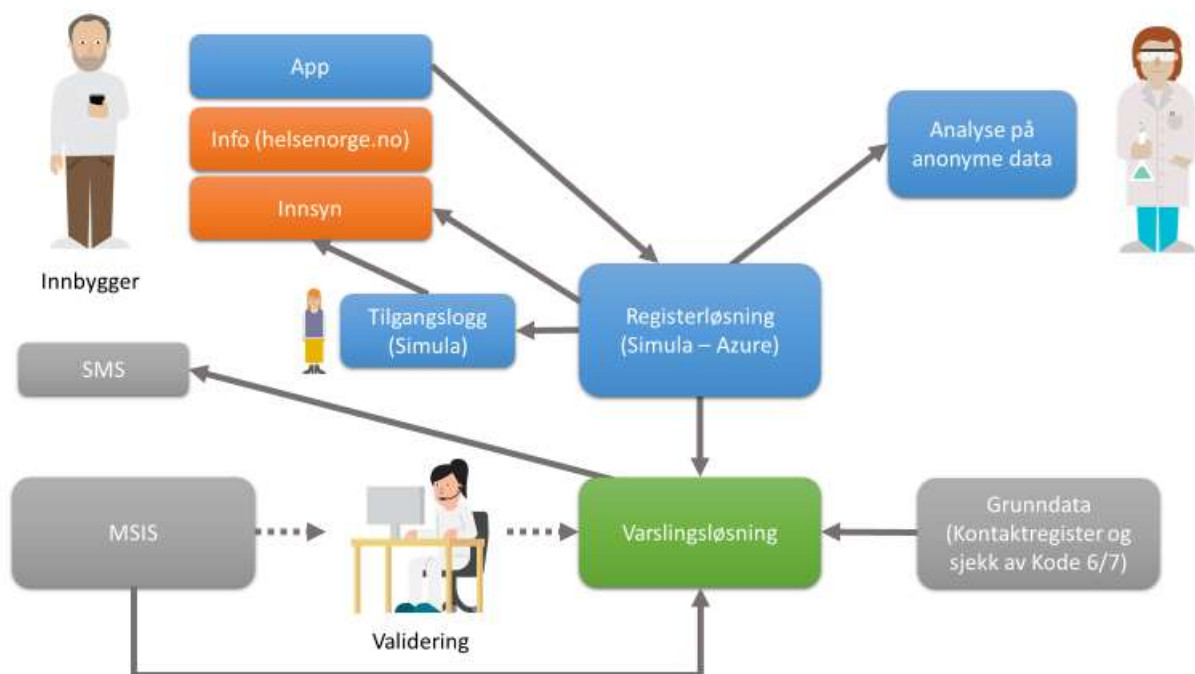 App
Info (helsenorge.no)
Innsyn
Innbygger
Analyse på
anonyme data
Tilgangslogg
(Simula)
Registerløsning
(Simula – Azure)
SMS
MSIS
Validering
Varslingsløsning
Grunndata
(Kontaktregister og
sjekk av Kode 6/7)